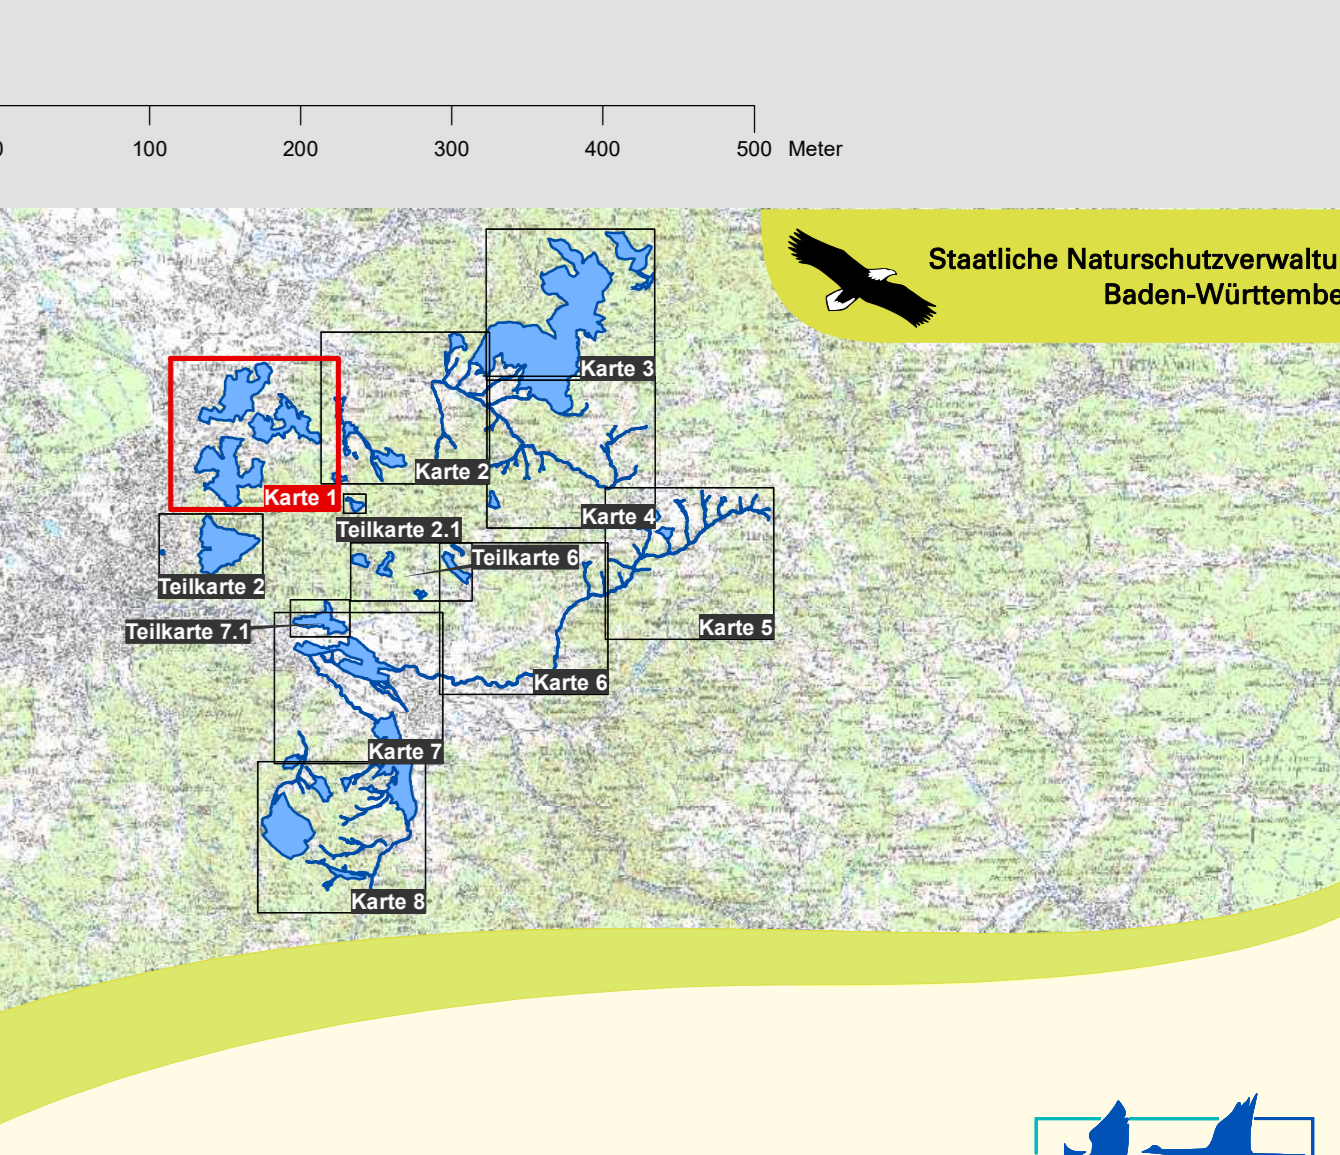 100 200 300 400 500 Meter
Staatliche Naturschutzverwaltu
Baden-Württembe
Karte 3
Karte 2
Karte 1
Karte 4
Teilkarte 2.1
Teilkarte 6
Teilkarte 2
Karte 5
Teilkarte 7.1
Karte 6
Karte 7
Karte 8